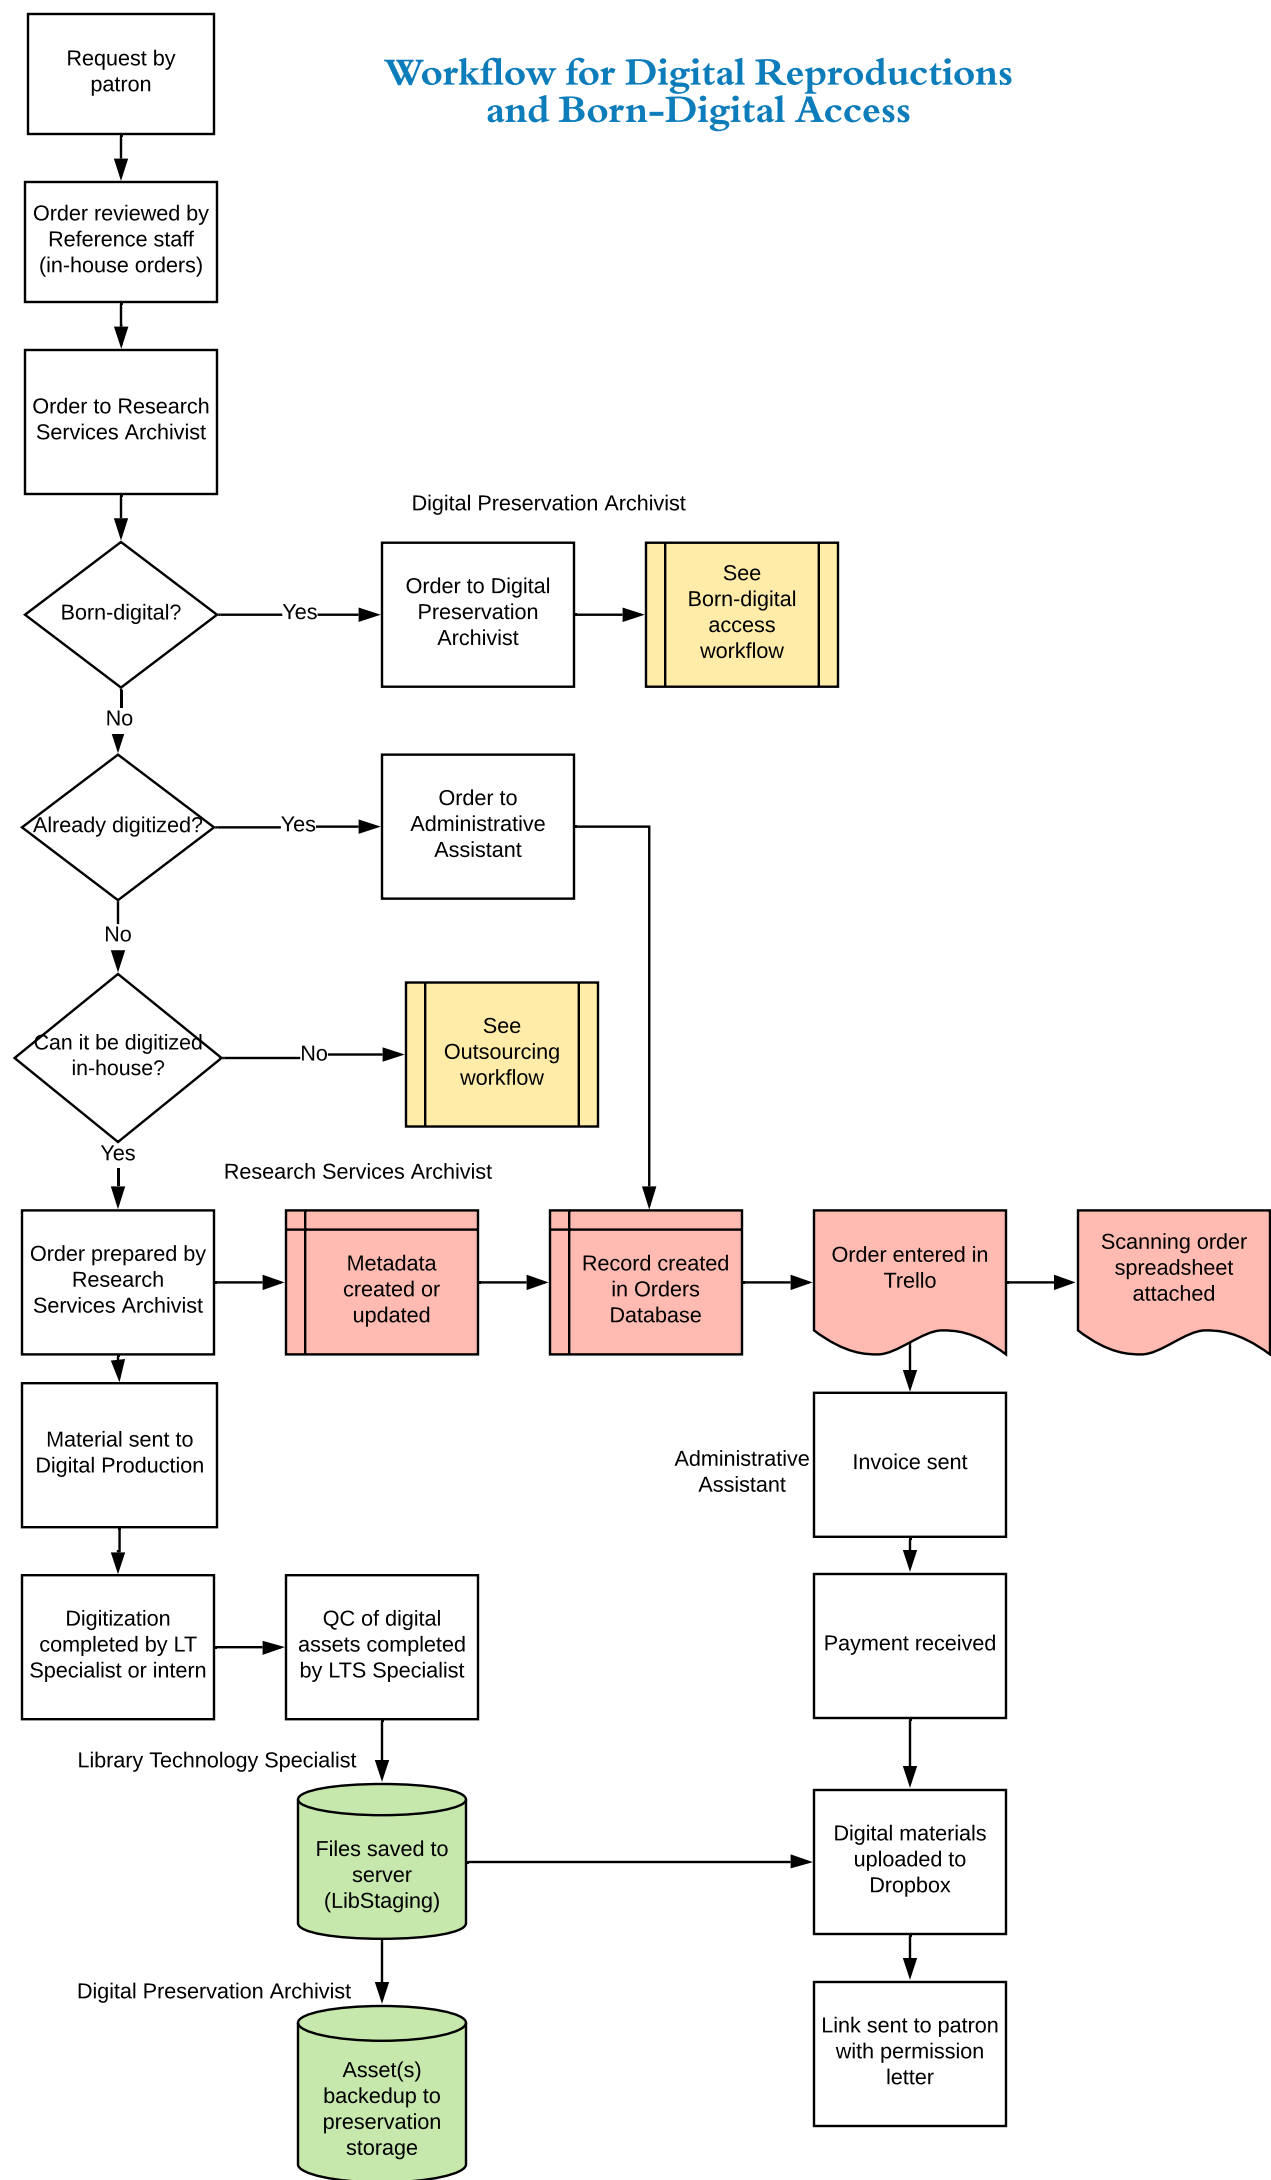 Workflow for Digital Reproductions
and Born-Digital Access
Request by
patron
Order reviewed by
Reference staff
(in-house orders)
Order to Research
Services Archivist
Digital Preservation Archivist
Born-digital?
Yes
Order to Digital
Preservation
Archivist
See
Born-digital
access
workflow
No
Already digitized?
Yes
Order to
Administrative
Assistant
No
Can it be digitized
in-house?
No
See
Outsourcing
workflow
Yes
Research Services Archivist
Order prepared by
Research
Services Archivist
Metadata
created or
updated
Record created
in Orders
Database
Order entered in
Trello
Scanning order
spreadsheet
attached
Material sent to
Digital Production
Administrative
Assistant
Invoice sent
Digitization
completed by LT
Specialist or intern
QC of digital
assets completed
by LTS Specialist
Payment received
Library Technology Specialist
Files saved to
server
(LibStaging)
Digital materials
uploaded to
Dropbox
Digital Preservation Archivist
Asset(s)
backedup to
preservation
storage
Link sent to patron
with permission
letter